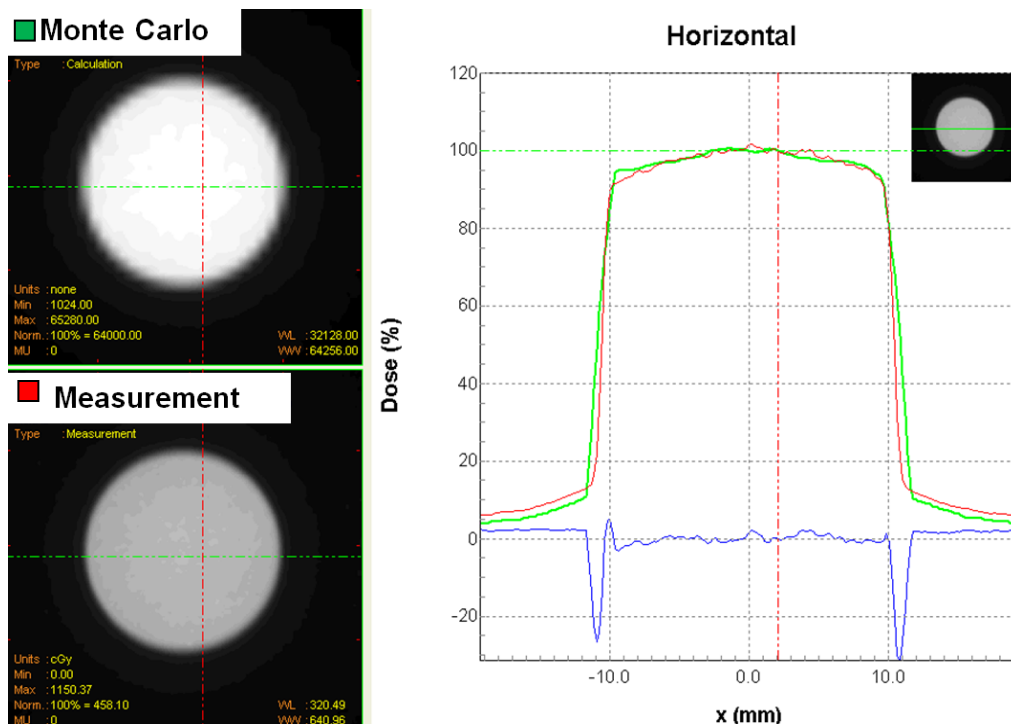 Monte Carlo
Type :Calculation
Units :none
Min :1024.00
Max :65280.00
Norm.:100% = 64000.00 WL :32128.00
MU :0 WW :64256.00
Measurement
Type :Measurement
Units :cGy
Min :0.00
Max :1150.37
Norm.:100% = 458.10 WL :320.49
MU :0 WW :640.96
Horizontal
120
100
80
60
40
20
0
-20
Dose (%)
-10.0 0.0 10.0
x (mm)